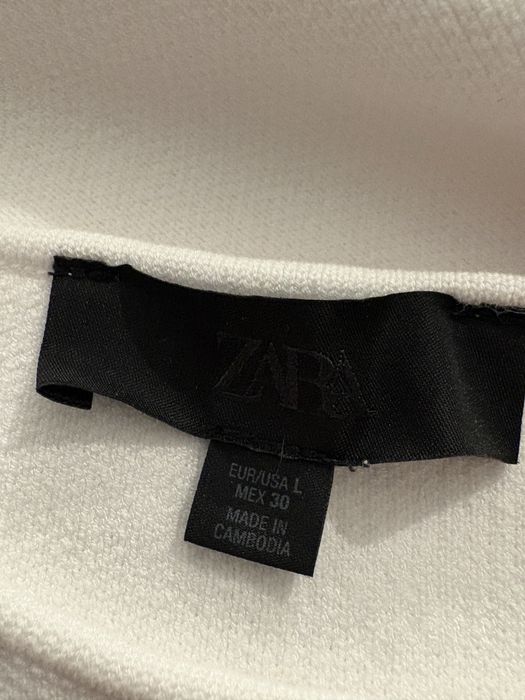 ZARA
EUR/USA L
MEX 30
MADE IN
CAMBODIA